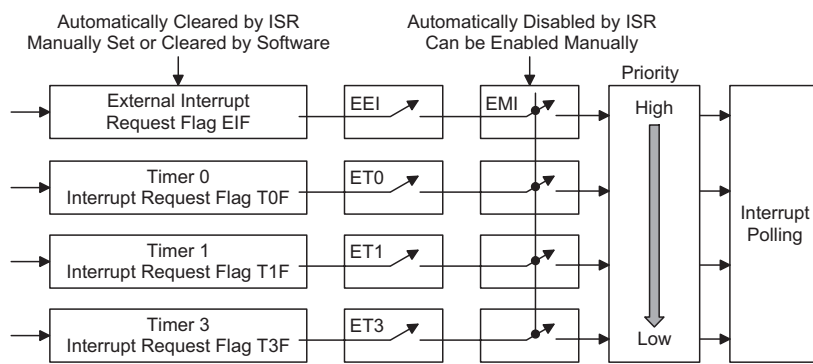 Automatically Cleared by ISR
Manually Set or Cleared by Software
Automatically Disabled by ISR
Can be Enabled Manually
Priority
External Interrupt
Request Flag EIF
EEI
EMI
High
Timer 0
Interrupt Request Flag T0F
ET0
Interrupt
Polling
Timer 1
Interrupt Request Flag T1F
ET1
Timer 3
Interrupt Request Flag T3F
ET3
Low